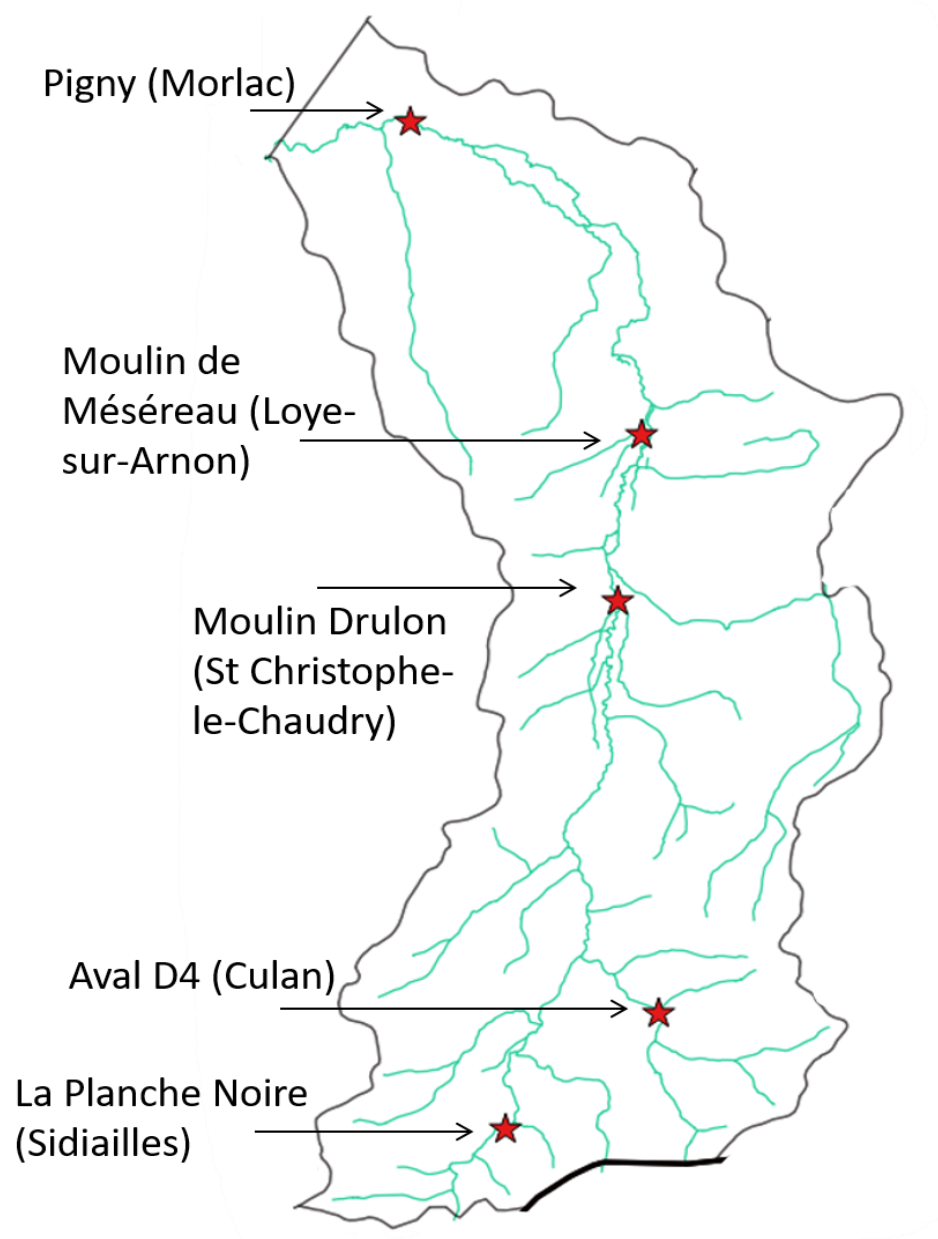 Pigny (Morlac)
Moulin de
Méséreau (Loye-
sur-Arnon)
Moulin Drulon
(St Christophe-
le-Chaudry)
Aval D4 (Culan)
La Planche Noire
(Sidiailles)